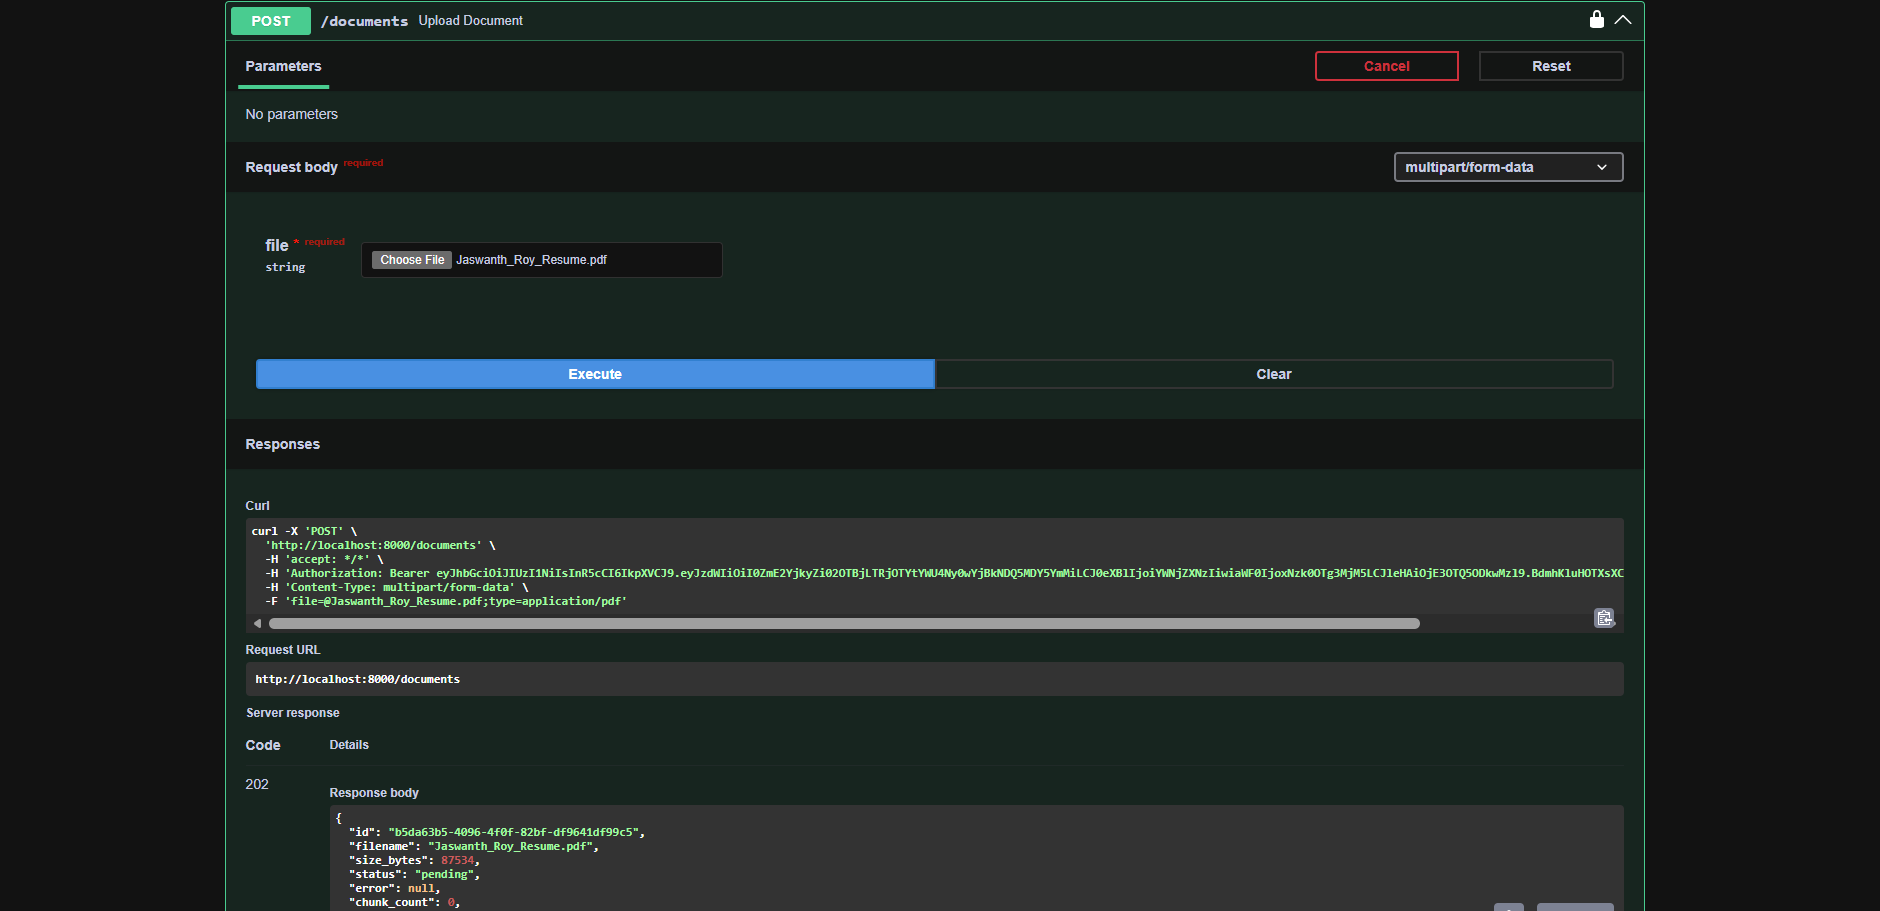 POST /documents Upload Document
Parameters
Cancel
Reset
No parameters
Request body required
multipart/form-data
file * required
string
Choose File Jaswanth_Roy_Resume.pdf
Execute
Clear
Responses
Curl
curl -X 'POST' \
'http://localhost:8000/documents' \
-H 'accept: */*' \
-H 'Authorization: Bearer
-H 'Content-Type: multipart/form-data' \
-F 'file=@Jaswanth_Roy_Resume.pdf;type=application/pdf'
Request URL
http://localhost:8000/documents
Server response
Code Details
202
Response body
{
"id": "b5da63b5-4096-4f0f-82bf-df9641df99c5",
"filename": "Jaswanth_Roy_Resume.pdf",
"size_bytes": 87534,
"status": "pending",
"error": null,
"chunk_count": 0,